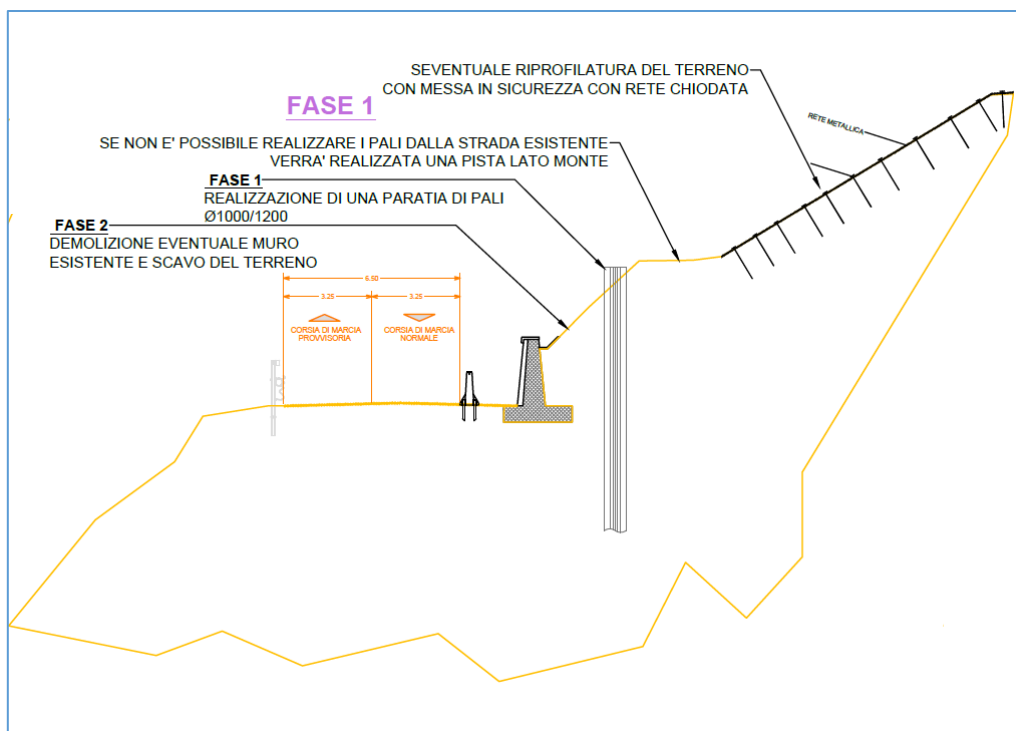 SEVENTUALE RIPROFILATURA DEL TERRENO
CON MESSA IN SICUREZZA CON RETE CHIODATA
FASE 1
RETE METALLICA
SE NON E' POSSIBILE REALIZZARE I PALI DALLA STRADA ESISTENTE
VERRA' REALIZZATA UNA PISTA LATO MONTE
FASE 1
REALIZZAZIONE DI UNA PARATIA DI PALI
Ø1000/1200
FASE 2
DEMOLIZIONE EVENTUALE MURO
ESISTENTE E SCAVO DEL TERRENO
6.50
3.25 3.25
CORSIA DI MARCIA
PROVVISORIA
CORSIA DI MARCIA
NORMALE